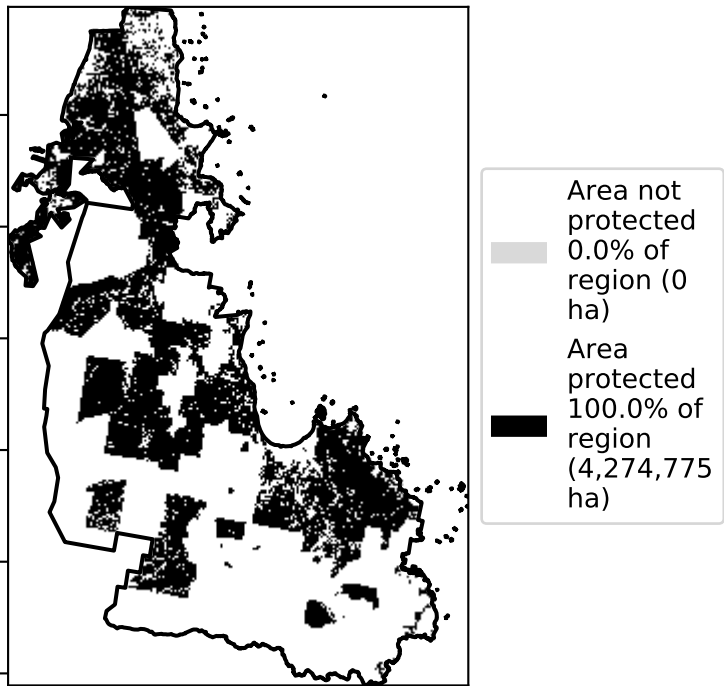 Area not
protected
0.0% of
region (0
ha)
Area
protected
100.0% of
region
(4,274,775
ha)